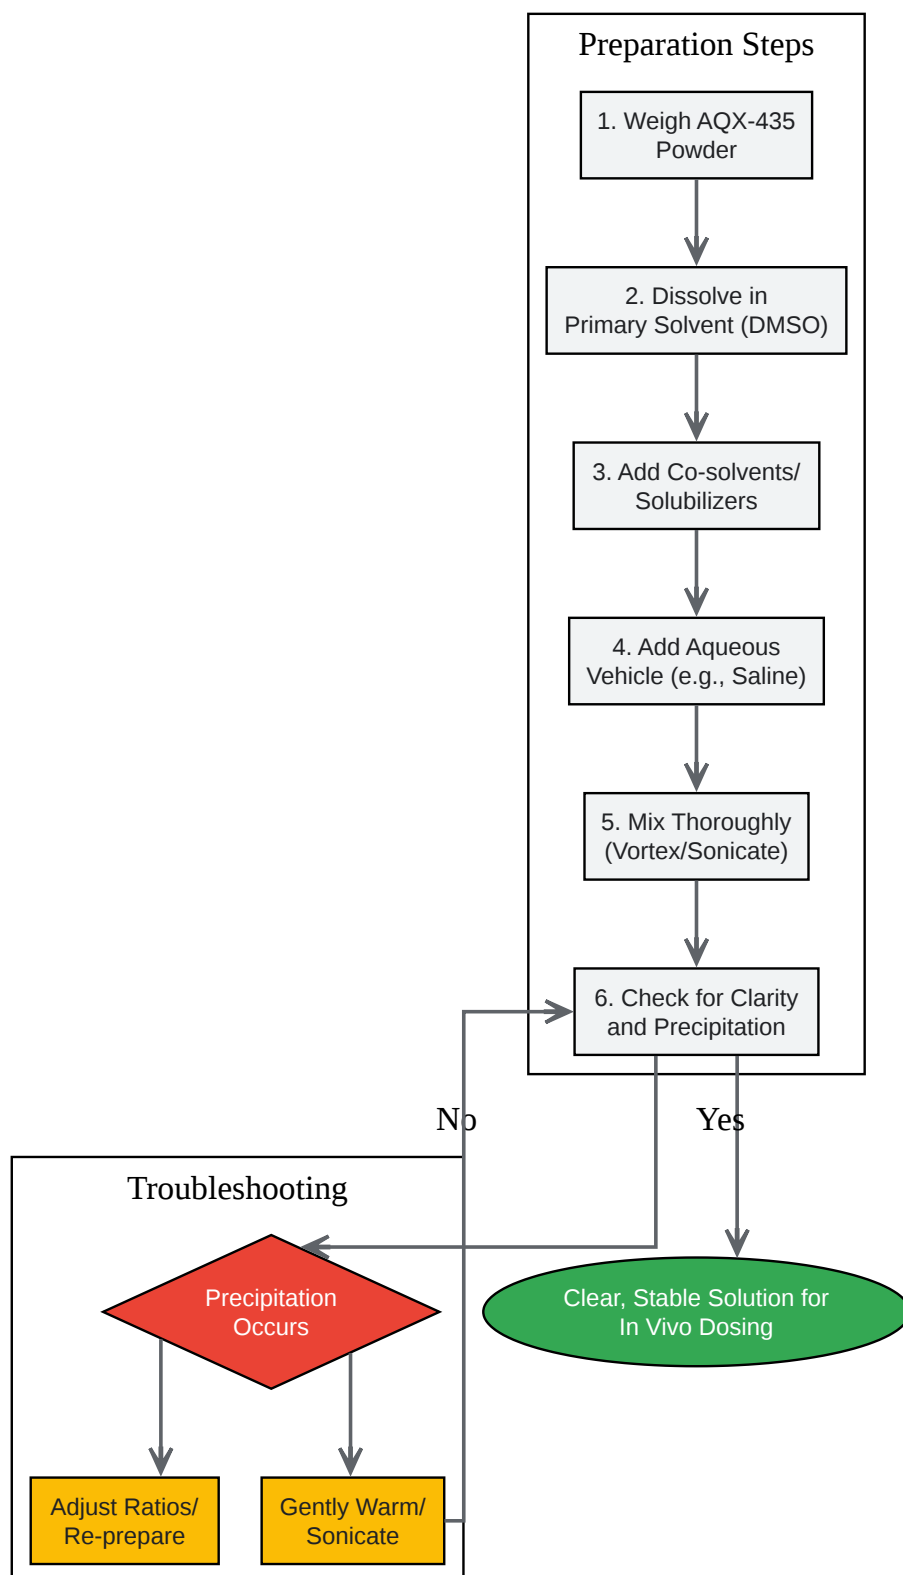 Preparation Steps
1. Weigh AQX-435
Powder
2. Dissolve in
Primary Solvent (DMSO)
3. Add Co-solvents/
Solubilizers
4. Add Aqueous
Vehicle (e.g., Saline)
5. Mix Thoroughly
(Vortex/Sonicate)
6. Check for Clarity
and Precipitation
No
Yes
Troubleshooting
Precipitation
Occurs
Clear, Stable Solution for
In Vivo Dosing
Adjust Ratios/
Re-prepare
Gently Warm/
Sonicate